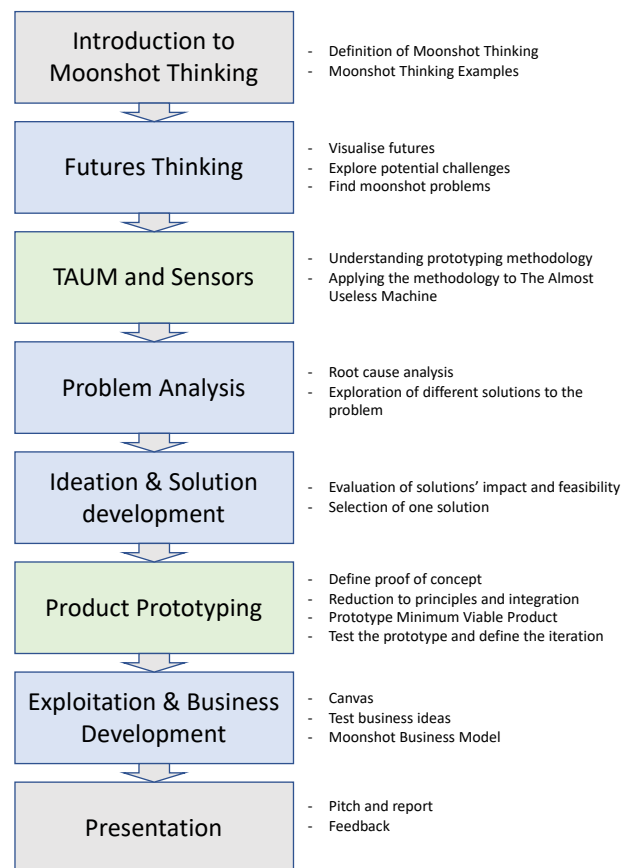 Introduction to
Moonshot Thinking
- Definition of Moonshot Thinking
- Moonshot Thinking Examples
Futures Thinking
- Visualise futures
- Explore potential challenges
- Find moonshot problems
TAUM and Sensors
- Understanding prototyping methodology
- Applying the methodology to The Almost
Useless Machine
Problem Analysis
- Root cause analysis
- Exploration of different solutions to the
problem
Ideation & Solution
development
- Evaluation of solutions’ impact and feasibility
- Selection of one solution
Product Prototyping
- Define proof of concept
- Reduction to principles and integration
- Prototype Minimum Viable Product
- Test the prototype and define the iteration
Exploitation & Business
Development
- Canvas
- Test business ideas
- Moonshot Business Model
Presentation
- Pitch and report
- Feedback